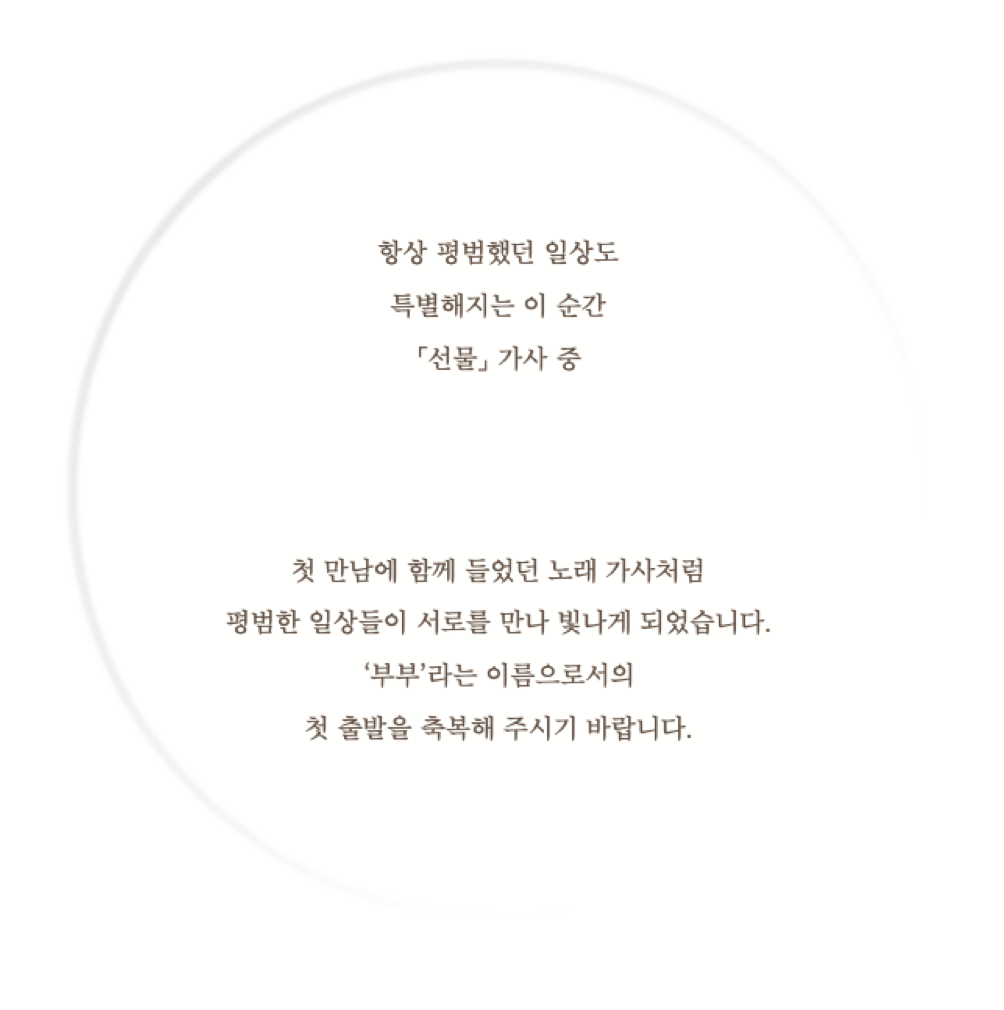 항상 평범했던 일상도
특별해지는 이 순간
「선물」 가사 중
첫 만남에 함께 들었던 노래 가사처럼
평범한 일상들이 서로를 만나 빛나게 되었습니다.
‘부부’라는 이름으로서의
첫 출발을 축복해 주시기 바랍니다.